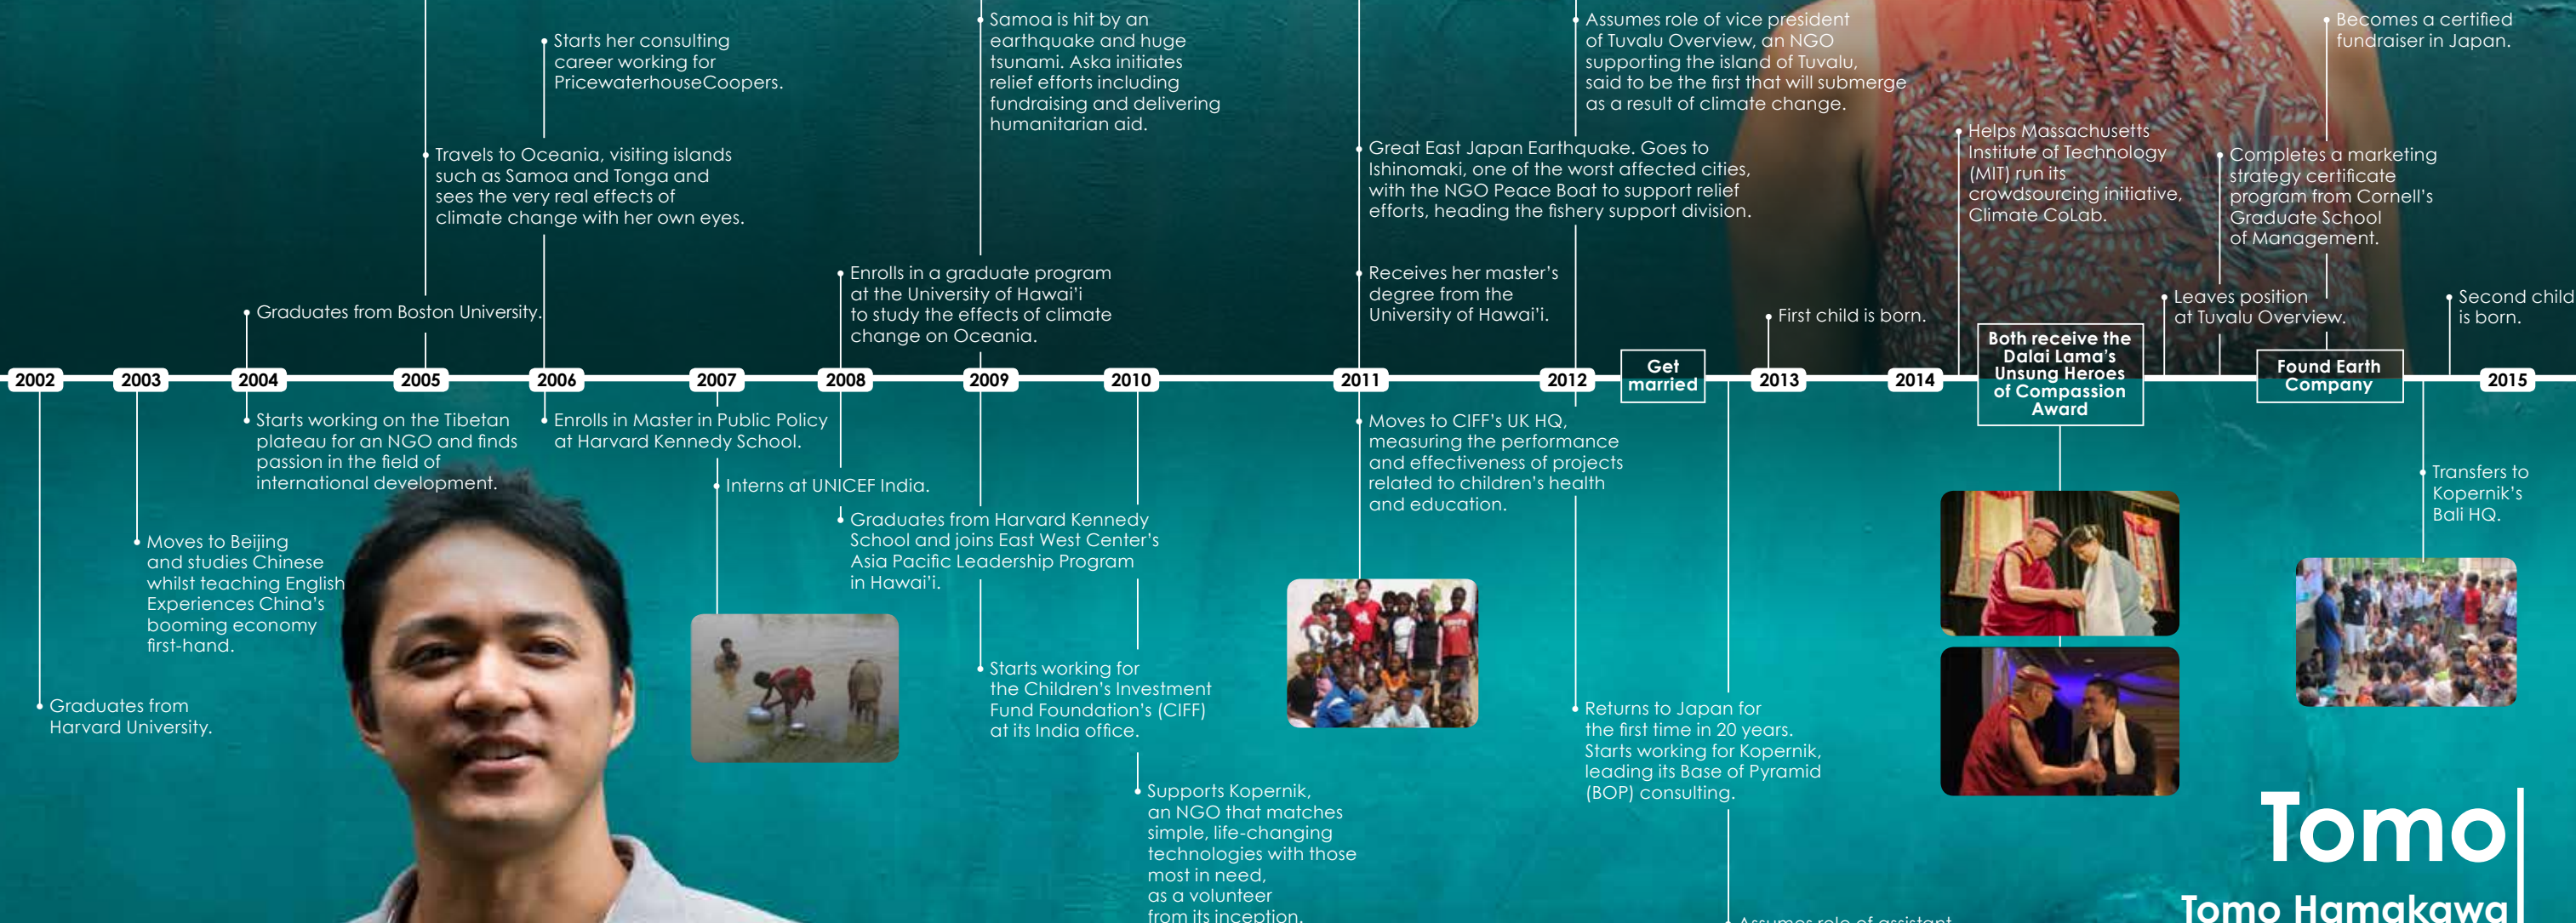 Samoa is hit by an
earthquake and huge
tsunami. Aska initiates
relief efforts including
fundraising and delivering
humanitarian aid.
Assumes role of vice president
of Tuvalu Overview, an NGO
supporting the island of Tuvalu,
said to be the first that will submerge
as a result of climate change.
Becomes a certified
fundraiser in Japan.
Starts her consulting
career working for
PricewaterhouseCoopers.
Travels to Oceania, visiting islands
such as Samoa and Tonga and
sees the very real effects of
climate change with her own eyes.
Great East Japan Earthquake. Goes to
Ishinomaki, one of the worst affected cities,
with the NGO Peace Boat to support relief
efforts, heading the fishery support division.
Helps Massachusetts
Institute of Technology
(MIT) run its
crowdsourcing initiative,
Climate CoLab.
Completes a marketing
strategy certificate
program from Cornell's
Graduate School
of Management.
Graduates from Boston University.
Enrolls in a graduate program
at the University of Hawai'i
to study the effects of climate
change on Oceania.
Receives her master's
degree from the
University of Hawai'i.
First child is born.
Leaves position
at Tuvalu Overview.
Second child
is born.
2002
2003
2004
2005
2006
2007
2008
2009
2010
2011
2012
Get
married
2013
2014
Both receive the
Dalai Lama's
Unsung Heroes
of Compassion
Award
Found Earth
Company
2015
Starts working on the Tibetan
plateau for an NGO and finds
passion in the field of
international development.
Enrolls in Master in Public Policy
at Harvard Kennedy School.
Moves to CIFF's UK HQ,
measuring the performance
and effectiveness of projects
related to children's health
and education.
Interns at UNICEF India.
Transfers to
Kopernik's
Bali HQ.
Moves to Beijing
and studies Chinese
whilst teaching English
Experiences China's
booming economy
first-hand.
Graduates from Harvard Kennedy
School and joins East West Center's
Asia Pacific Leadership Program
in Hawai'i.
Graduates from
Harvard University.
Starts working for
the Children's Investment
Fund Foundation's (CIFF)
at its India office.
Returns to Japan for
the first time in 20 years.
Starts working for Kopernik,
leading its Base of Pyramid
(BOP) consulting.
Supports Kopernik,
an NGO that matches
simple, life-changing
technologies with those
most in need,
as a volunteer
from its inception.
Assumes role of assistant
Tomo
Tomo Hamakawa